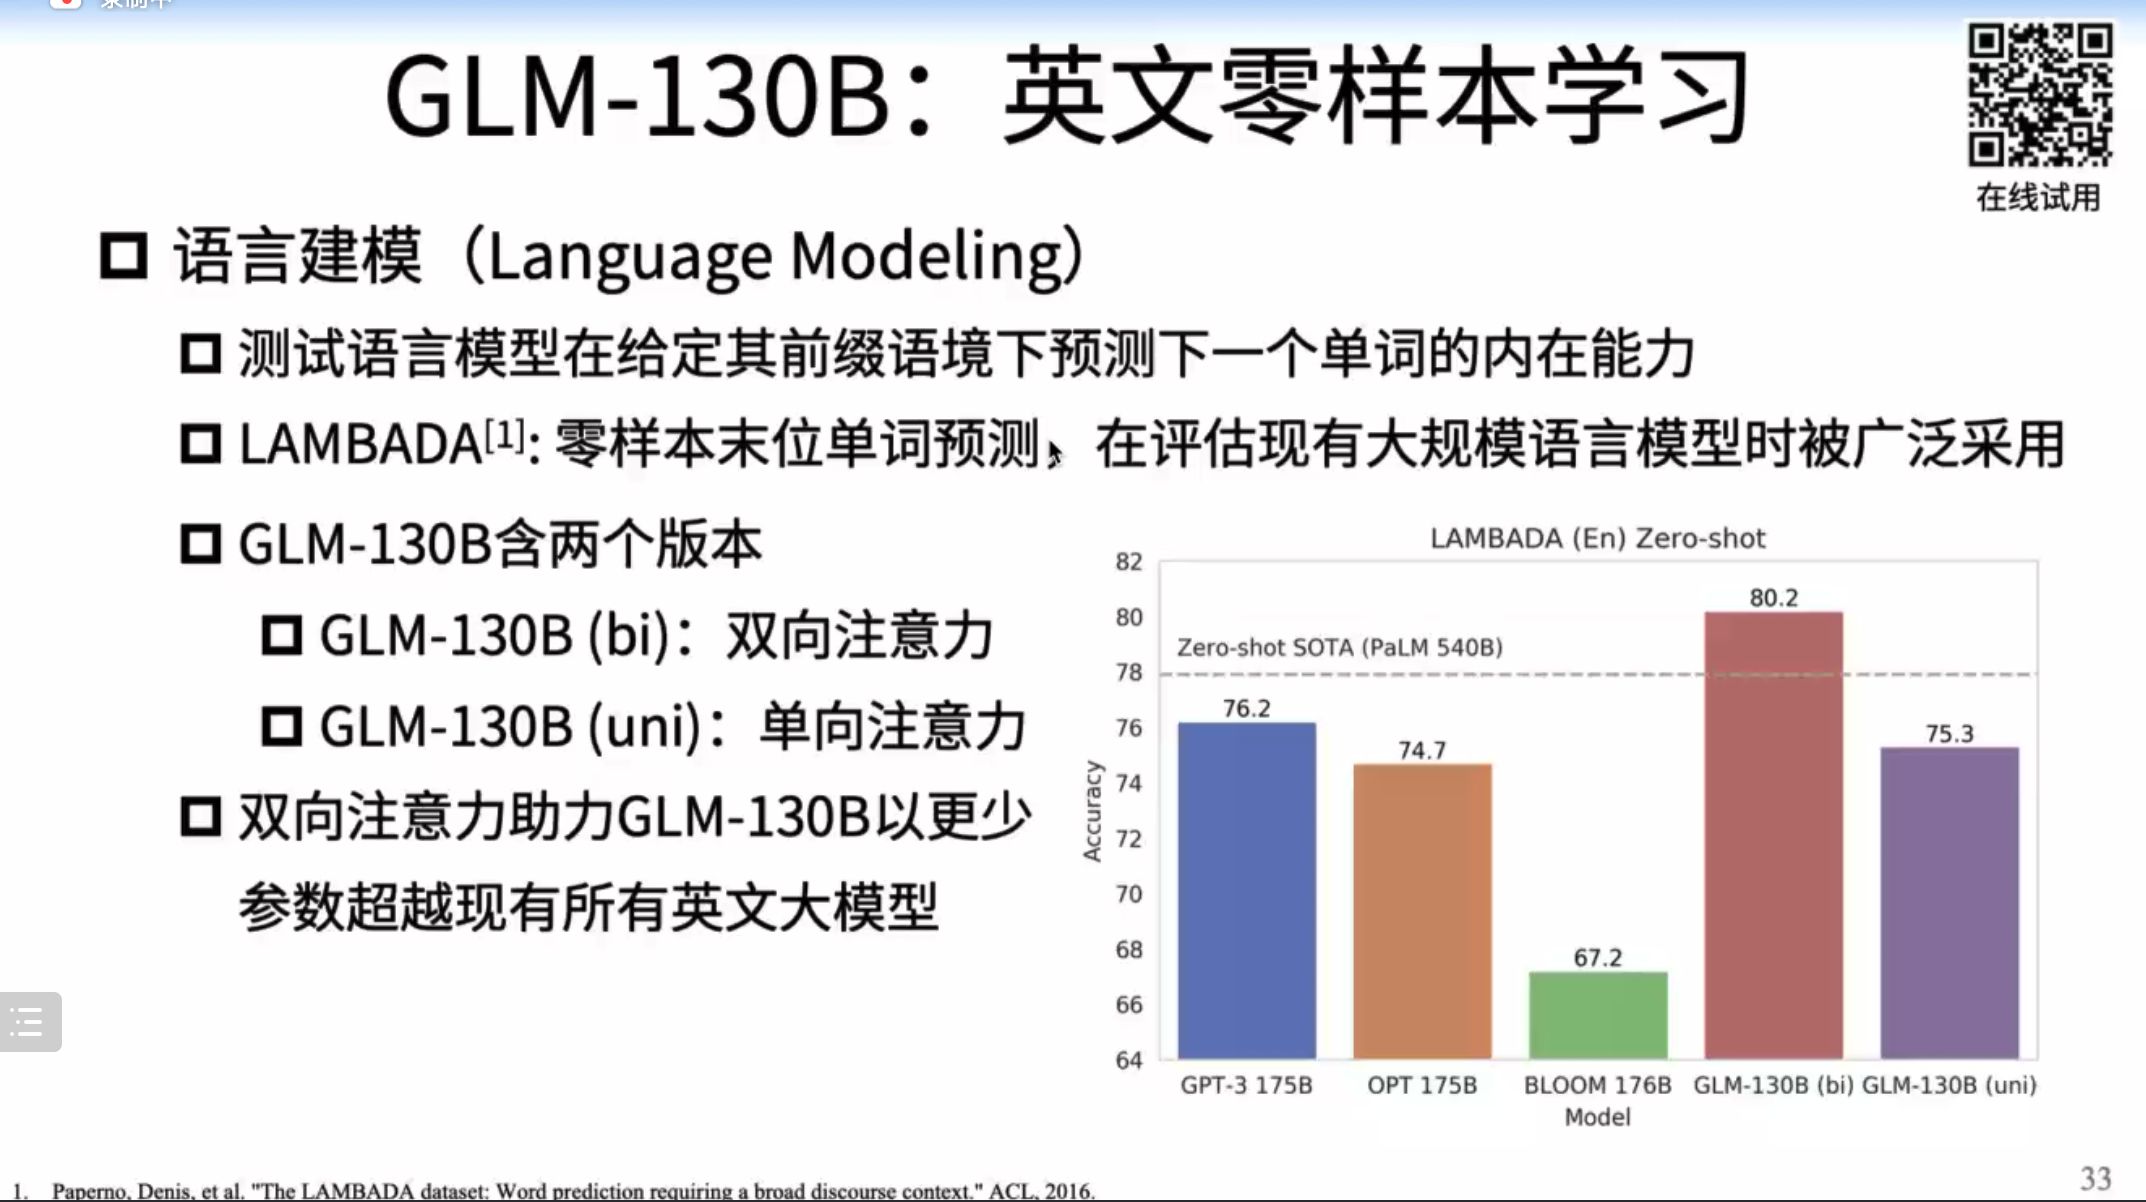 录制中
GLM-130B：英文零样本学习
在线试用
语言建模（Language Modeling）
测试语言模型在给定其前缀语境下预测下一个单词的内在能力
LAMBADA[1]: 零样本末位单词预测，在评估现有大规模语言模型时被广泛采用
GLM-130B含两个版本
GLM-130B (bi)：双向注意力
GLM-130B (uni)：单向注意力
双向注意力助力GLM-130B以更少
参数超越现有所有英文大模型
LAMBADA (En) Zero-shot
82
80
78
76
74
72
70
68
66
64
Accuracy
Zero-shot SOTA (PaLM 540B)
76.2
74.7
67.2
80.2
75.3
GPT-3 175B
OPT 175B
BLOOM 176B
GLM-130B (bi)
GLM-130B (uni)
Model
1. Paperno, Denis, et al. "The LAMBADA dataset: Word prediction requiring a broad discourse context." ACL, 2016.
33